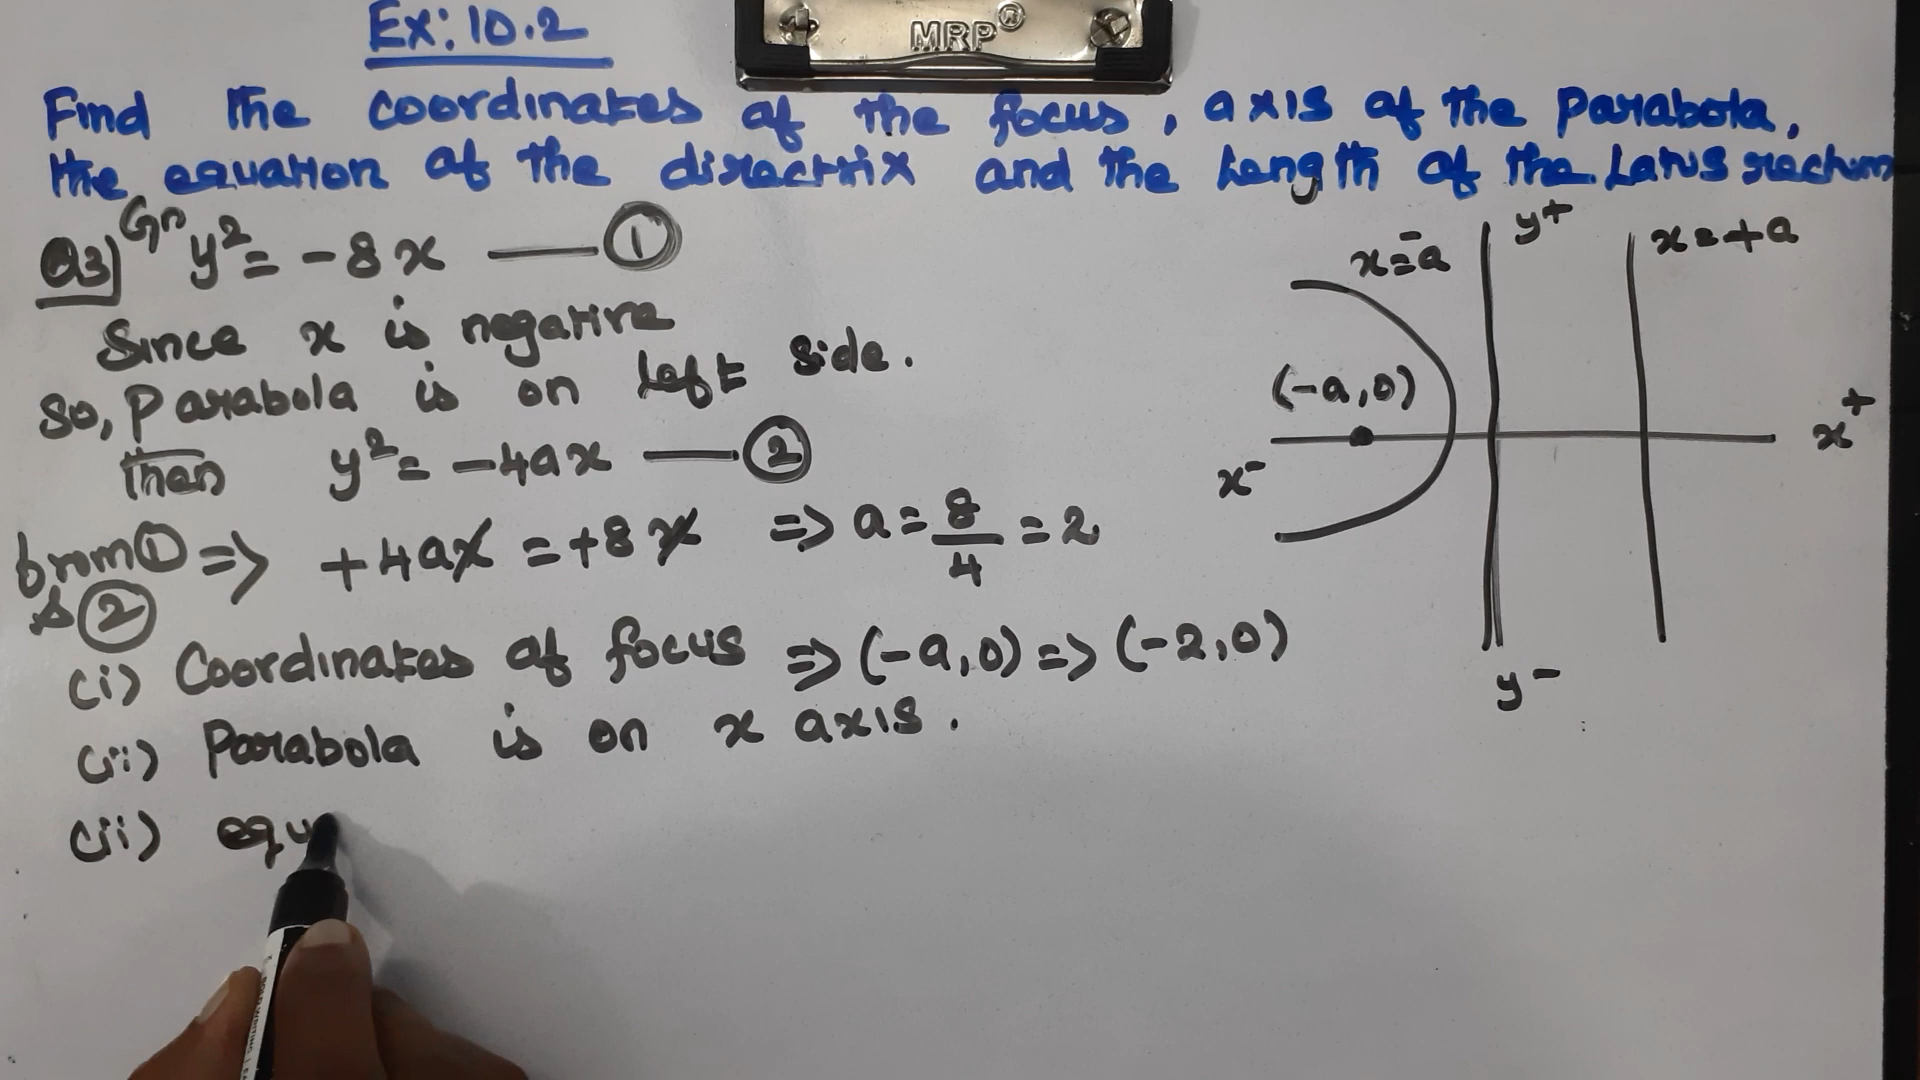 Ex: 10.2
MRP®
Find the coordinates of the focus, axis of the parabola,
the equation of the directrix and the length of the Latus rectum
Q3) Gn y² = -8x —— ①
Since x is negative
So, Parabola is on left side.
then y² = -4ax —— ②
from ① & ② => +4ax = +8x => a = 8/4 = 2
(i) Coordinates of focus => (-a,0) => (-2,0)
(ii) Parabola is on x axis.
(iii) equ
x=-a
y+
x=+a
(-a,0)
x+
x-
y-